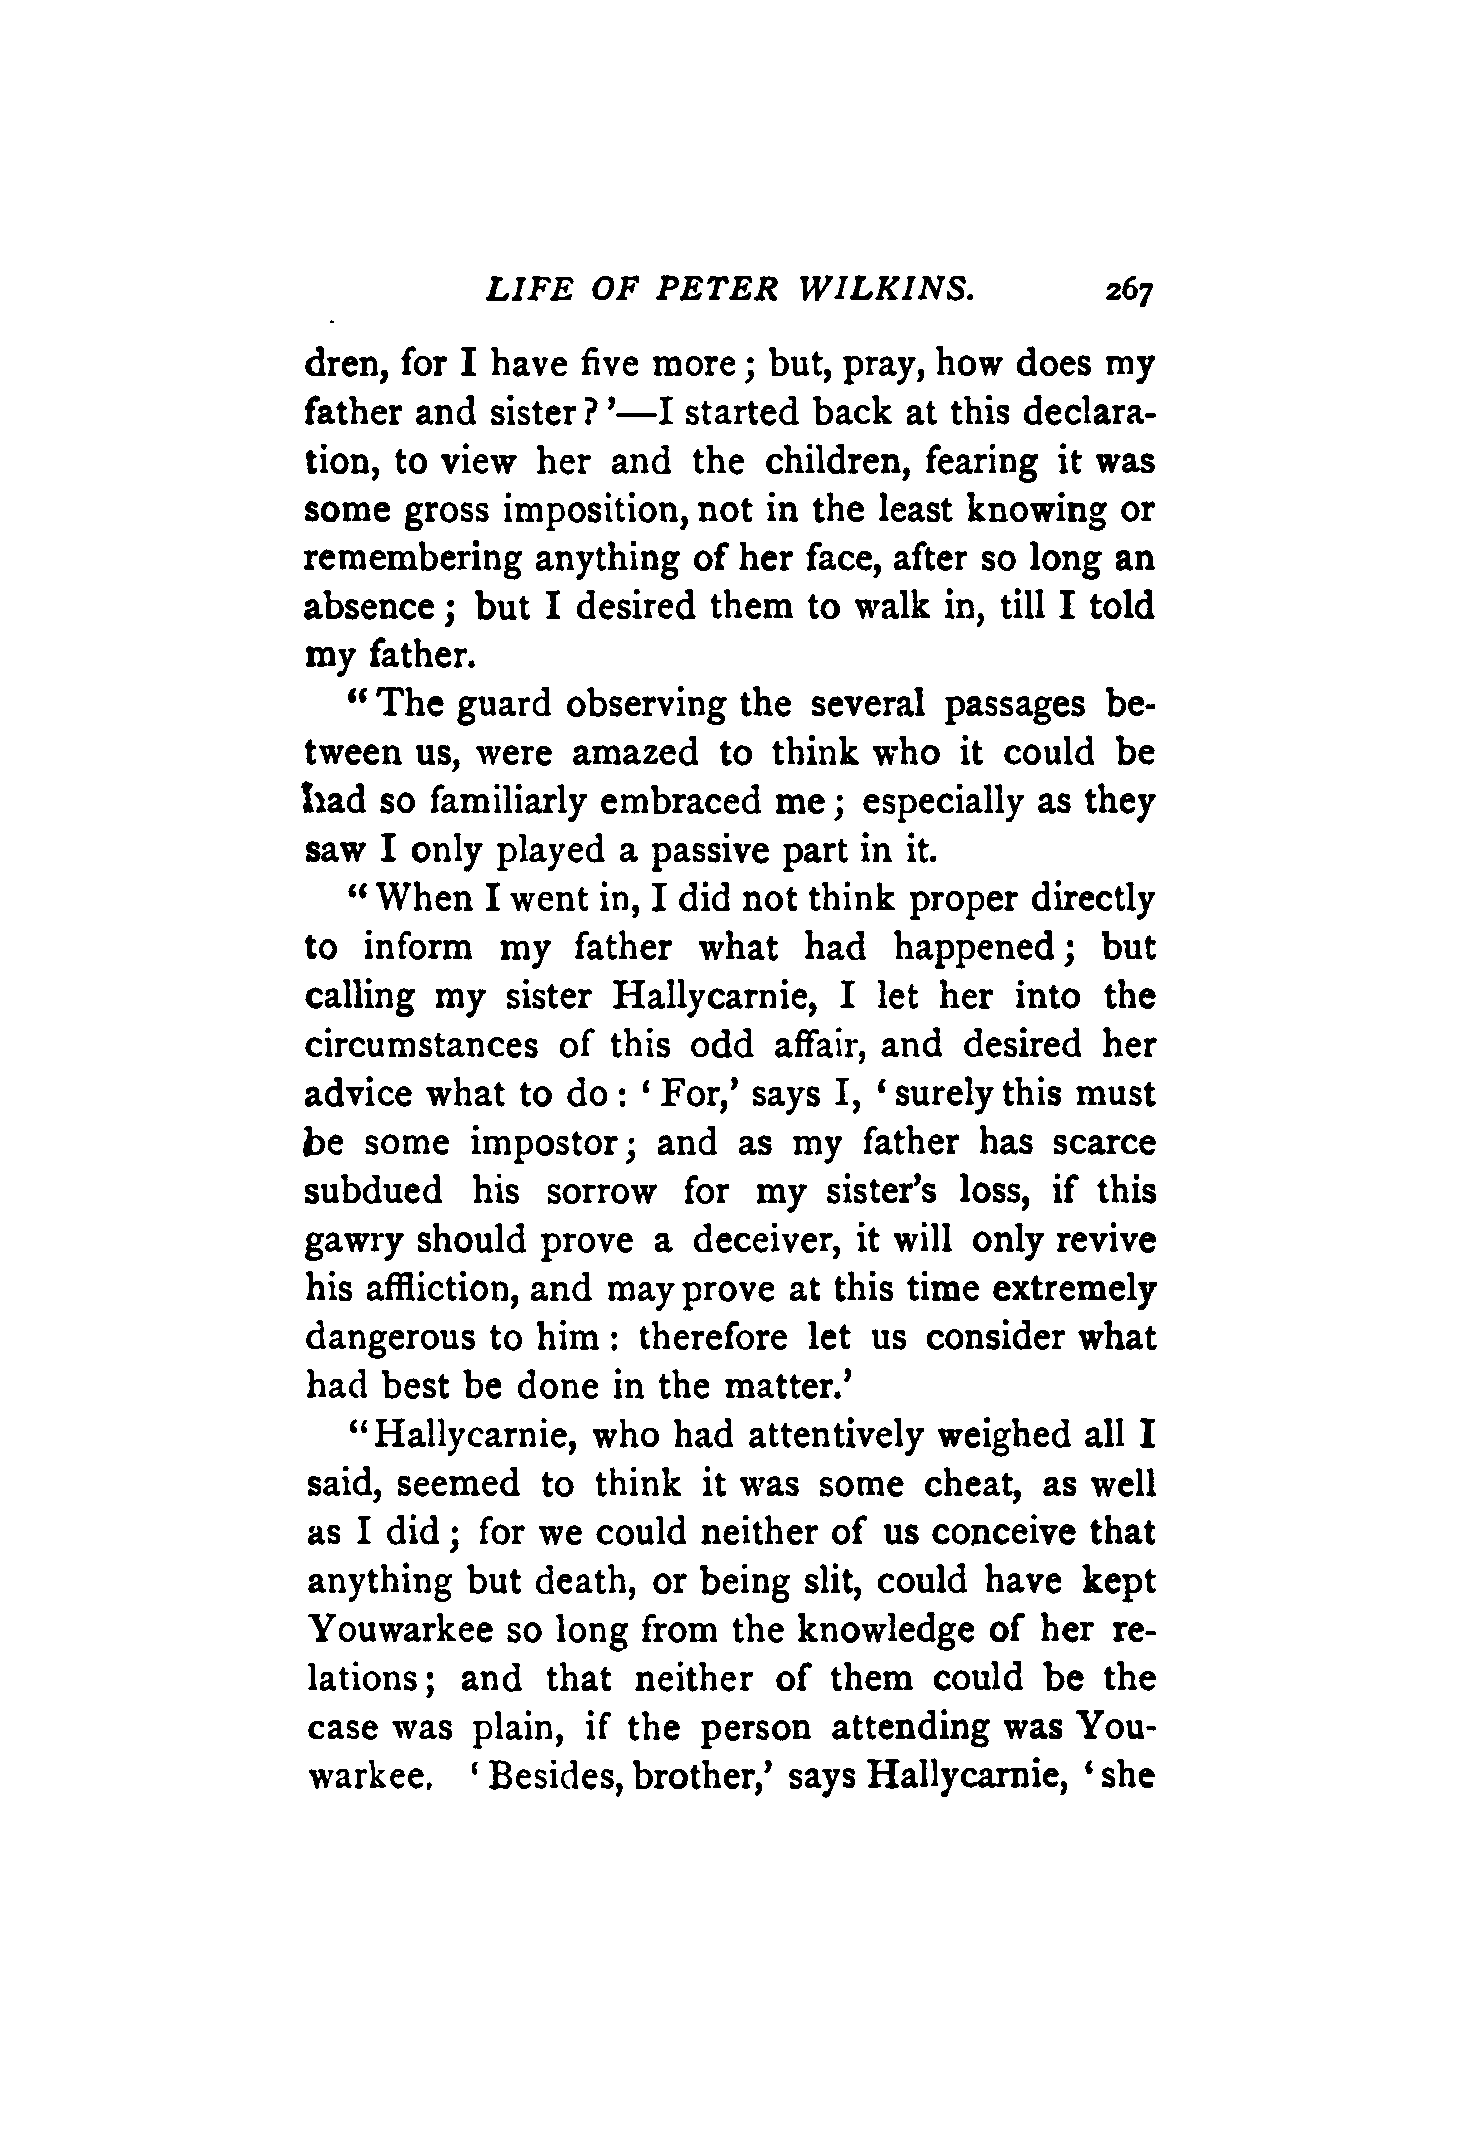 LIFE OF PETER WILKINS. 267
dren, for I have five more; but, pray, how does my
father and sister?'—I started back at this declara-
tion, to view her and the children, fearing it was
some gross imposition, not in the least knowing or
remembering anything of her face, after so long an
absence; but I desired them to walk in, till I told
my father.
"The guard observing the several passages be-
tween us, were amazed to think who it could be
had so familiarly embraced me; especially as they
saw I only played a passive part in it.
"When I went in, I did not think proper directly
to inform my father what had happened; but
calling my sister Hallycarnie, I let her into the
circumstances of this odd affair, and desired her
advice what to do: 'For,' says I, 'surely this must
be some impostor; and as my father has scarce
subdued his sorrow for my sister's loss, if this
gawry should prove a deceiver, it will only revive
his affliction, and may prove at this time extremely
dangerous to him: therefore let us consider what
had best be done in the matter.'
"Hallycarnie, who had attentively weighed all I
said, seemed to think it was some cheat, as well
as I did; for we could neither of us conceive that
anything but death, or being slit, could have kept
Youwarkee so long from the knowledge of her re-
lations; and that neither of them could be the
case was plain, if the person attending was You-
warkee. 'Besides, brother,' says Hallycarnie, 'she